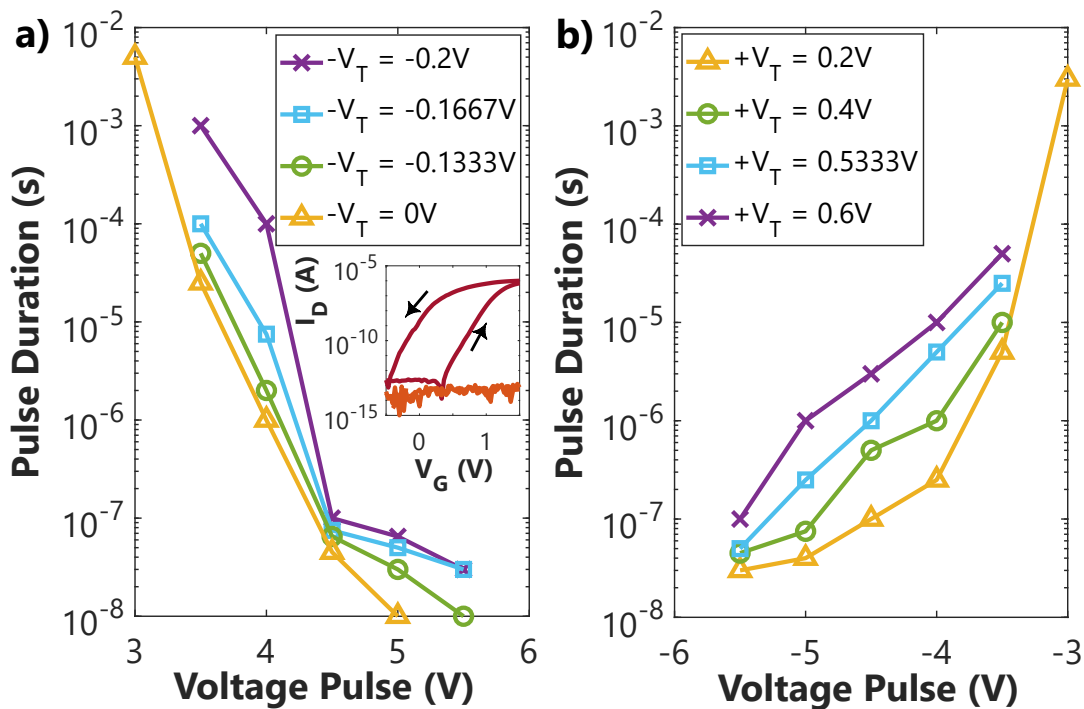 a)
Pulse Duration (s)
10^-2
10^-3
10^-4
10^-5
10^-6
10^-7
10^-8
3
4
5
6
Voltage Pulse (V)
-V_T = -0.2V
-V_T = -0.1667V
-V_T = -0.1333V
-V_T = 0V
I_D (A)
10^-5
10^-10
10^-15
0
1
V_G (V)
b)
Pulse Duration (s)
10^-2
10^-3
10^-4
10^-5
10^-6
10^-7
10^-8
-6
-5
-4
-3
Voltage Pulse (V)
+V_T = 0.2V
+V_T = 0.4V
+V_T = 0.5333V
+V_T = 0.6V